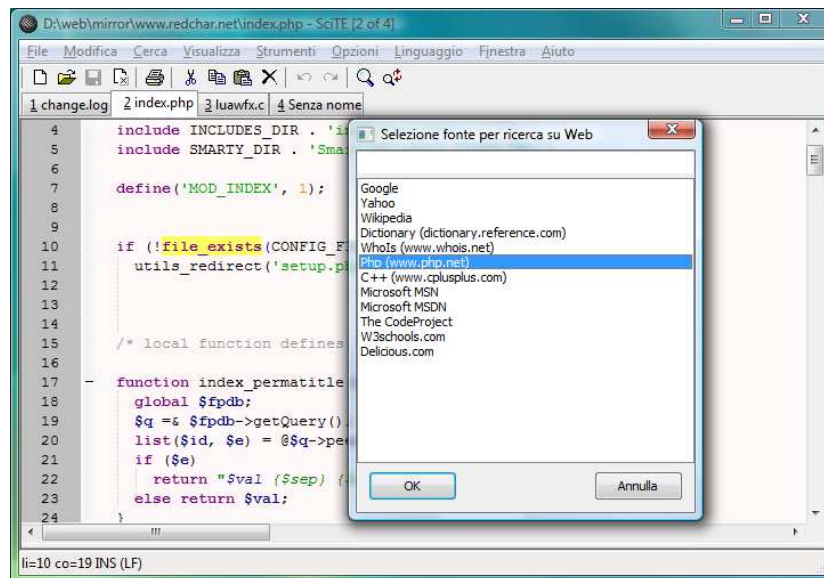 D:\web\mirror\www.redchar.net\index.php - SciTE [2 of 4]
File Modifica Cerca Visualizza Strumenti Opzioni Linguaggio Finestra Aiuto
1 change.log 2 index.php 3 luawfx.c 4 Senza nome
Selezione fonte per ricerca su Web
Google
Yahoo
Wikipedia
Dictionary (dictionary.reference.com)
WhoIs (www.whois.net)
Php (www.php.net)
C++ (www.cplusplus.com)
Microsoft MSN
Microsoft MSDN
The CodeProject
W3schools.com
Delicious.com
OK Annulla
4 include INCLUDES_DIR . 'i
5 include SMARTY_DIR . 'Sma
6
7 define('MOD_INDEX', 1);
8
9
10 if (!file_exists(CONFIG_F
11 utils_redirect('setup.p
12
13
14
15 /* local function defines
16
17 - function index_permatitle
18 global $fpdb;
19 $q =& $fpdb->getQuery()
20 list($id, $e) = @$q->pe
21 if ($e)
22 return "$val {$sep} {
23 else return $val;
24 }
li=10 co=19 INS (LF)